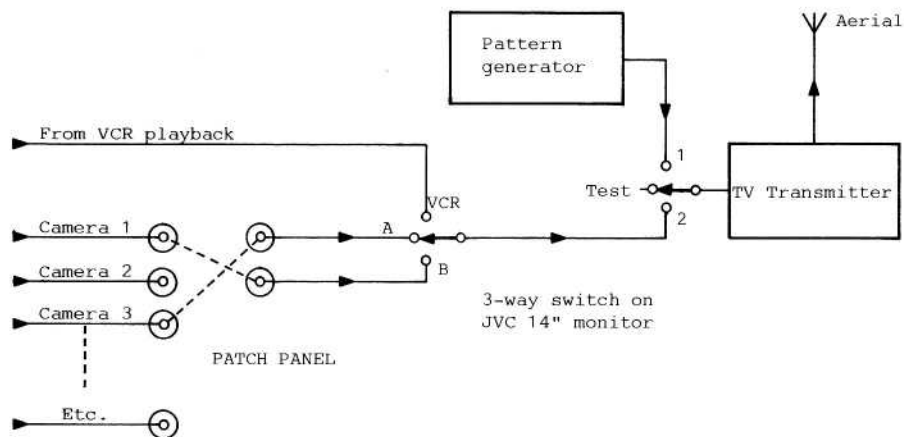 Aerial
Pattern
generator
From VCR playback
1
VCR
Test
TV Transmitter
2
Camera 1
A
B
Camera 2
3-way switch on
JVC 14" monitor
Camera 3
PATCH PANEL
Etc.